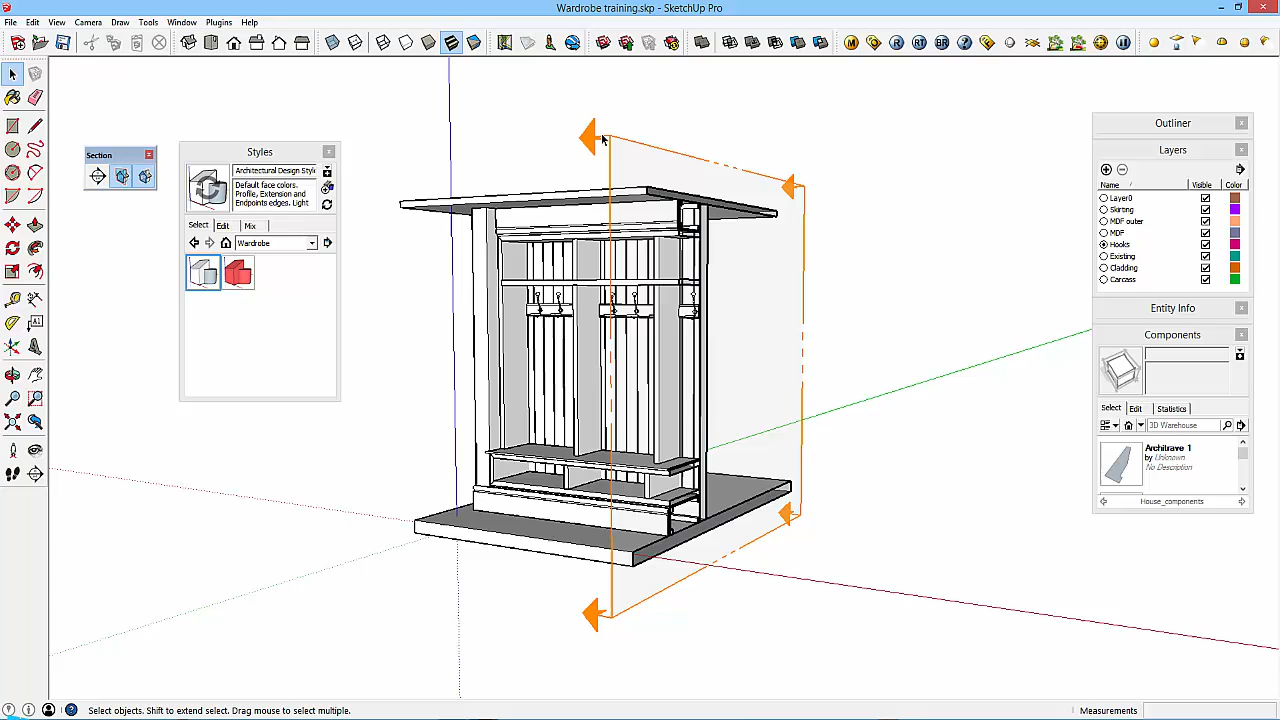 Wardrobe training.skp - SketchUp Pro
File Edit View Camera Draw Tools Window Plugins Help
M R RT BR ?
Section
Styles
Architectural Design Style
Default face colors.
Profile, Extension and
Endpoints edges. Light
Select Edit Mix
Wardrobe
A1
Outliner
Layers
Name Visible Color
Layer0
Skirting
MDF outer
MDF
Hooks
Existing
Cladding
Carcass
Entity Info
Components
Select Edit Statistics
3D Warehouse
Architrave 1
by Unknown
No Description
House_components
Select objects. Shift to extend select. Drag mouse to select multiple.
Measurements